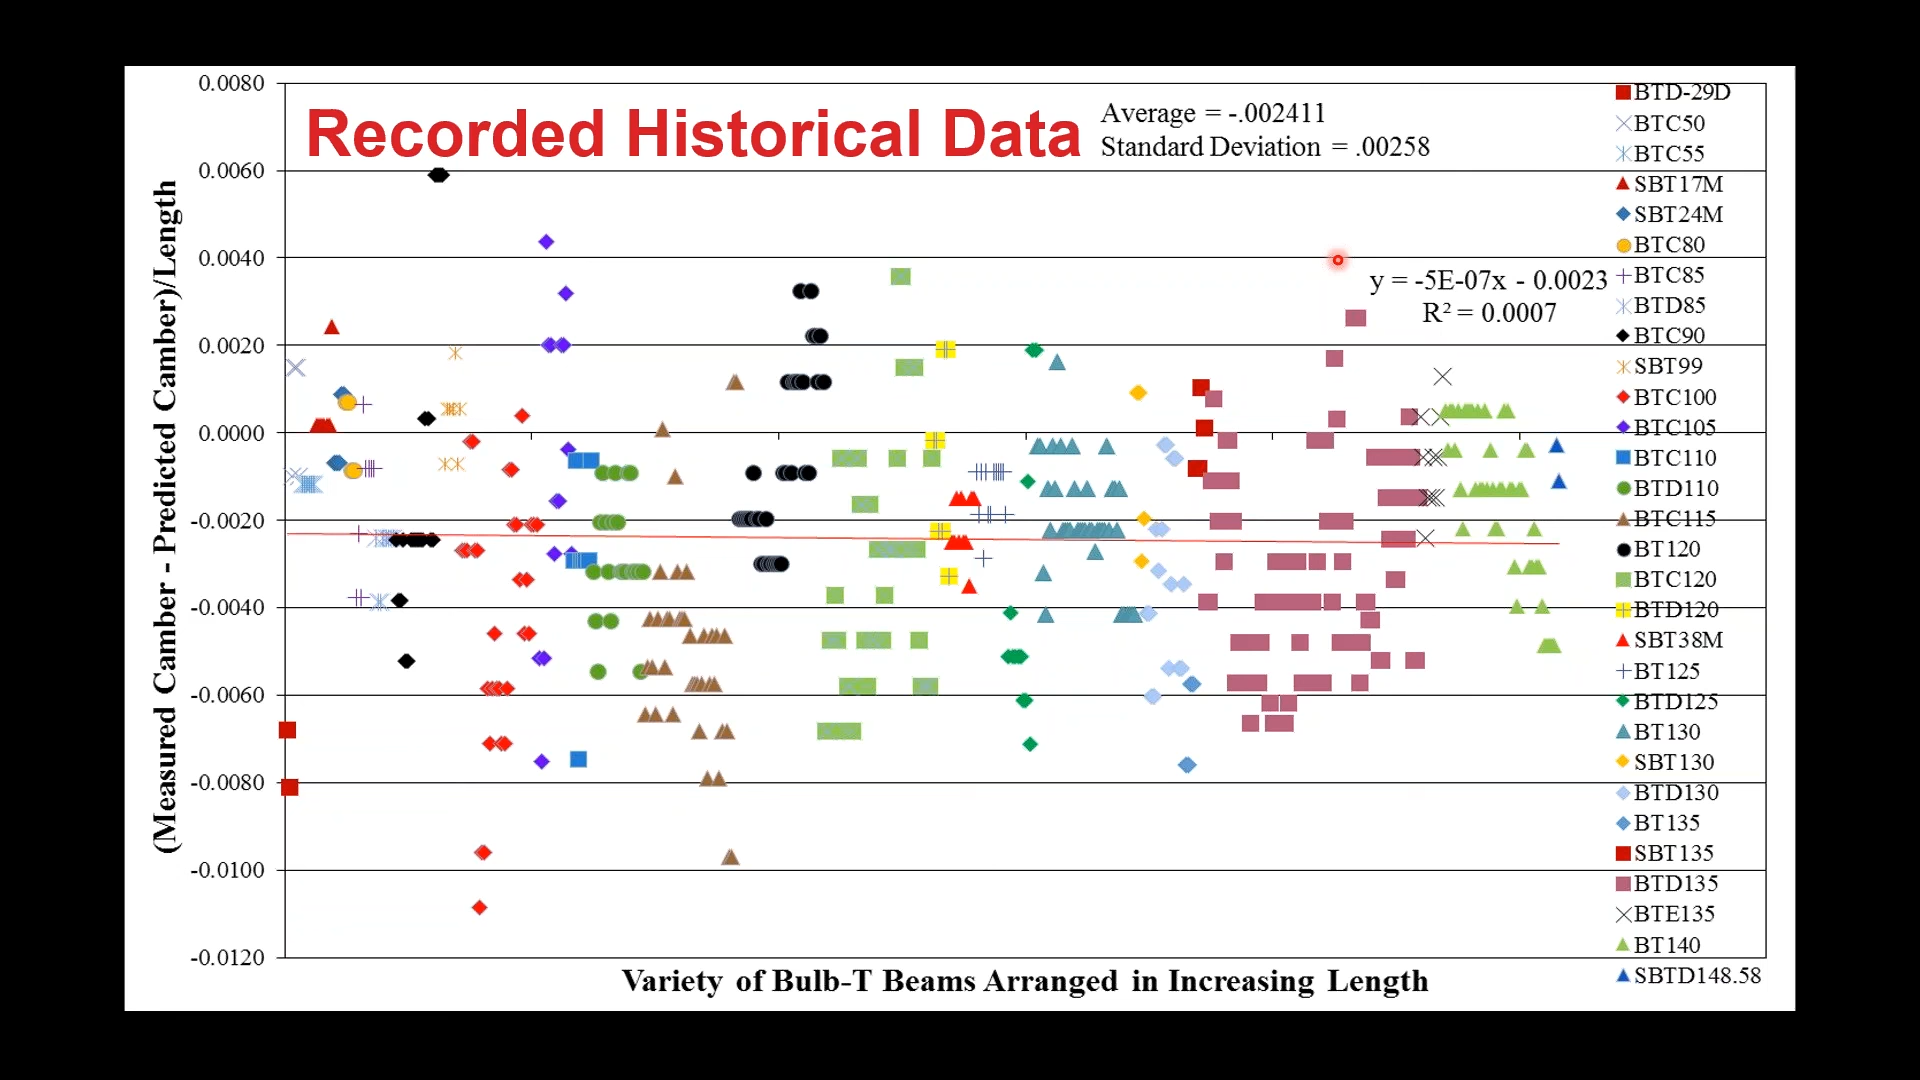 Recorded Historical Data
Average = -.002411
Standard Deviation = .00258
y = -5E-07x - 0.0023
R² = 0.0007
(Measured Camber - Predicted Camber)/Length
0.0080
0.0060
0.0040
0.0020
0.0000
-0.0020
-0.0040
-0.0060
-0.0080
-0.0100
-0.0120
Variety of Bulb-T Beams Arranged in Increasing Length
BTD-29D
BTC50
BTC55
SBT17M
SBT24M
BTC80
BTC85
BTD85
BTC90
SBT99
BTC100
BTC105
BTC110
BTD110
BTC115
BT120
BTC120
BTD120
SBT38M
BT125
BTD125
BT130
SBT130
BTD130
BT135
SBT135
BTD135
BTE135
BT140
SBTD148.58